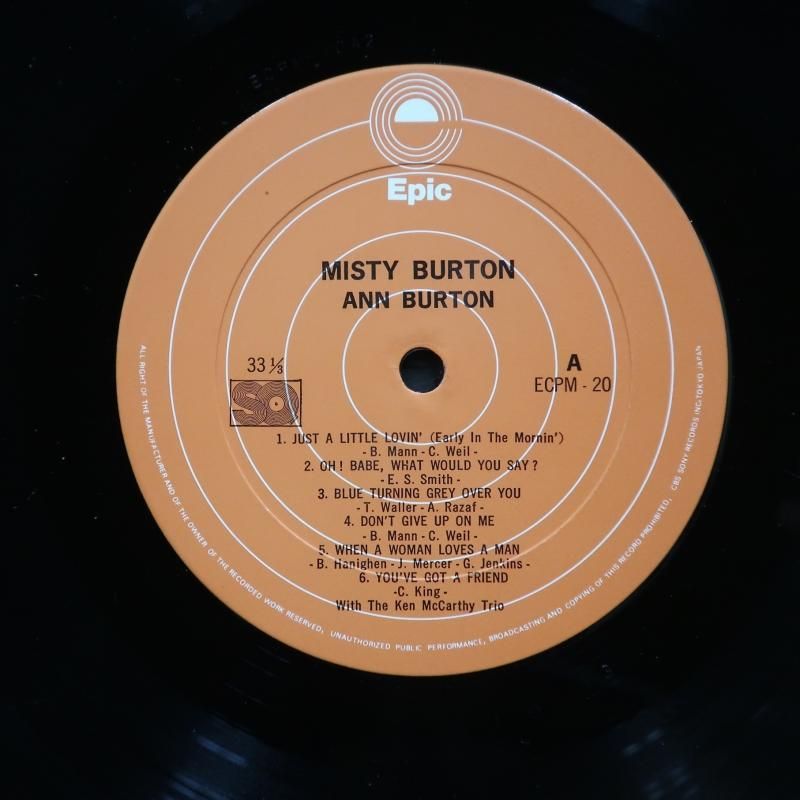 Epic
MISTY BURTON
ANN BURTON
33 1/3
A
ECPM - 20
1. JUST A LITTLE LOVIN' (Early In The Mornin')
- B. Mann - C. Weil -
2. OH! BABE, WHAT WOULD YOU SAY?
- E. S. Smith -
3. BLUE TURNING GREY OVER YOU
- T. Waller - A. Razaf -
4. DON'T GIVE UP ON ME
- B. Mann - C. Weil -
5. WHEN A WOMAN LOVES A MAN
- B. Hanighen - J. Mercer - G. Jenkins -
6. YOU'VE GOT A FRIEND
-C. King -
With The Ken McCarthy Trio
ALL RIGHT OF THE MANUFACTURER AND OF THE OWNER OF THE RECORDED WORK RESERVED, UNAUTHORIZED PUBLIC PERFORMANCE, BROADCASTING AND COPYING OF THIS RECORD PROHIBITED, CBS SONY RECORDS INC/TOKYO JAPAN